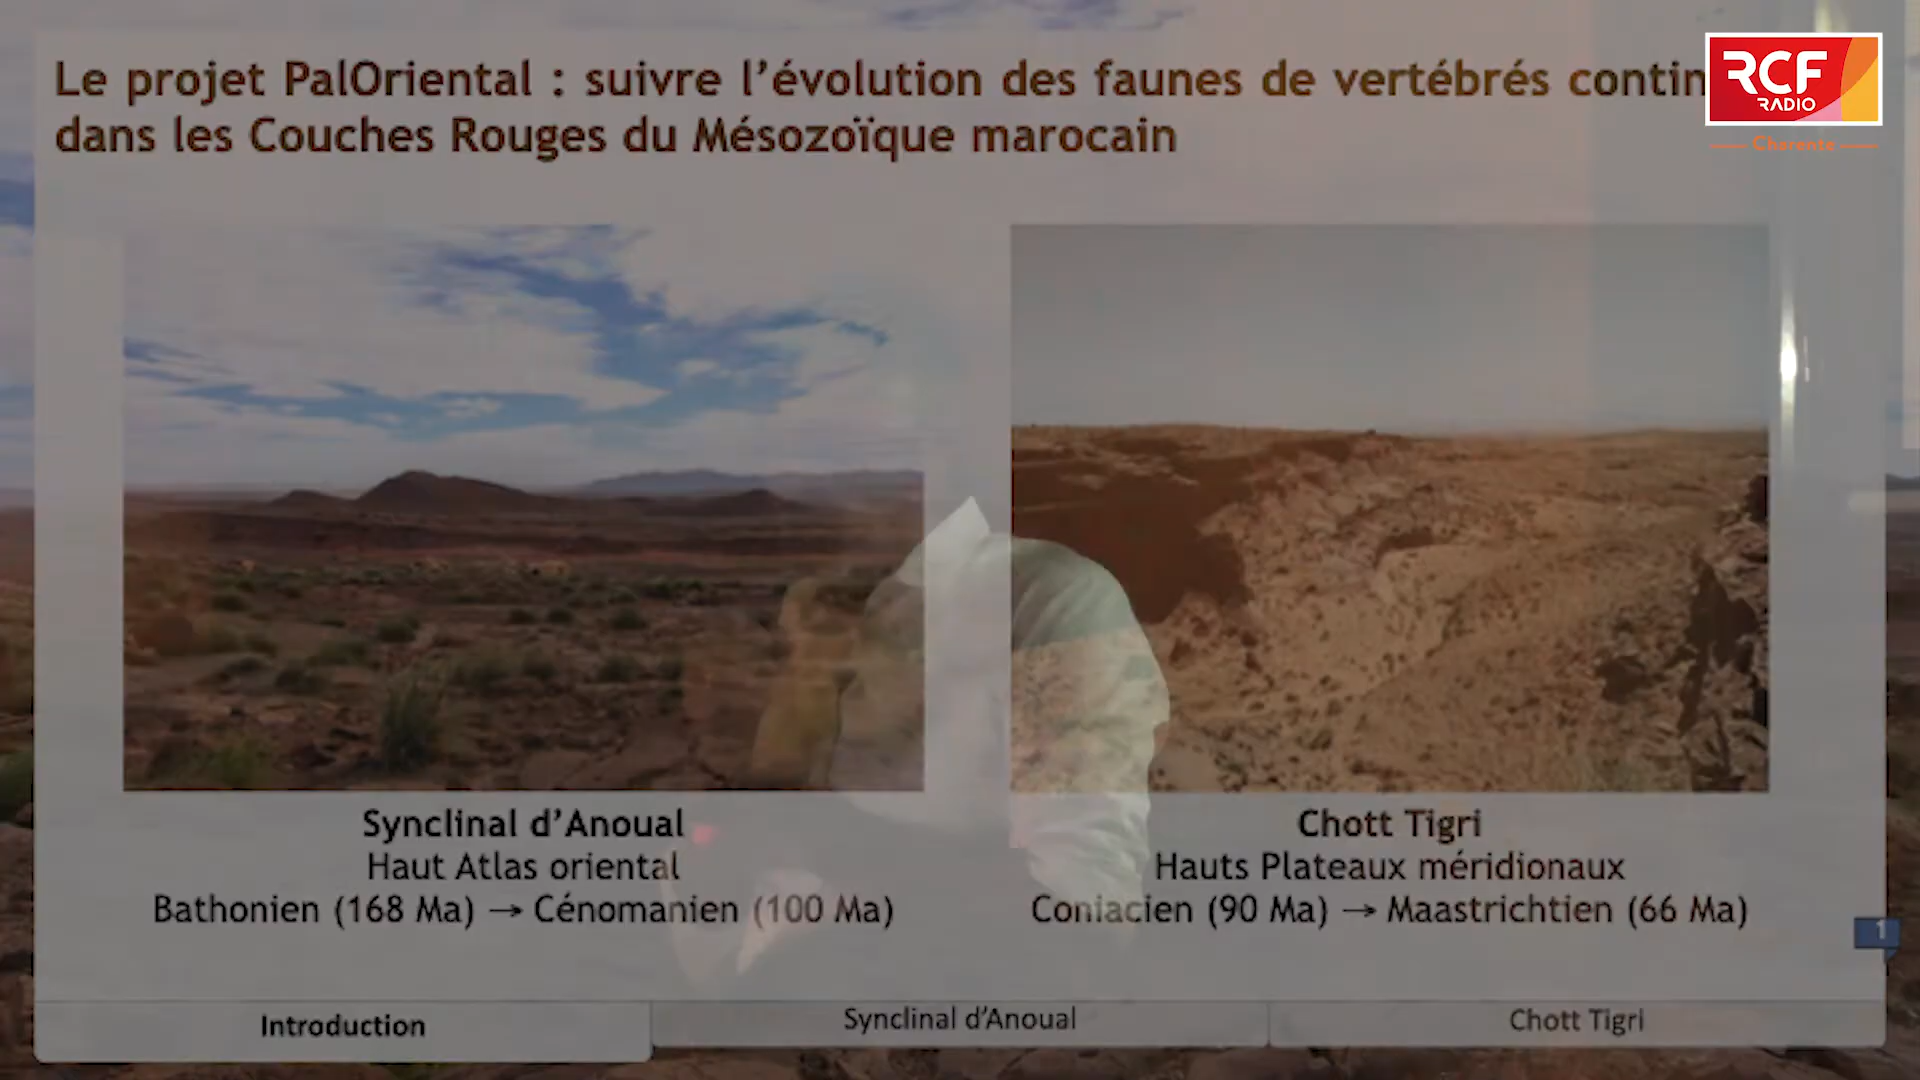 Le projet PalOriental : suivre l’évolution des faunes de vertébrés contin
dans les Couches Rouges du Mésozoïque marocain
RCF
RADIO
Charente
Synclinal d’Anoual
Haut Atlas oriental
Bathonien (168 Ma) → Cénomanien (100 Ma)
Chott Tigri
Hauts Plateaux méridionaux
Coniacien (90 Ma) → Maastrichtien (66 Ma)
1
Introduction
Synclinal d’Anoual
Chott Tigri